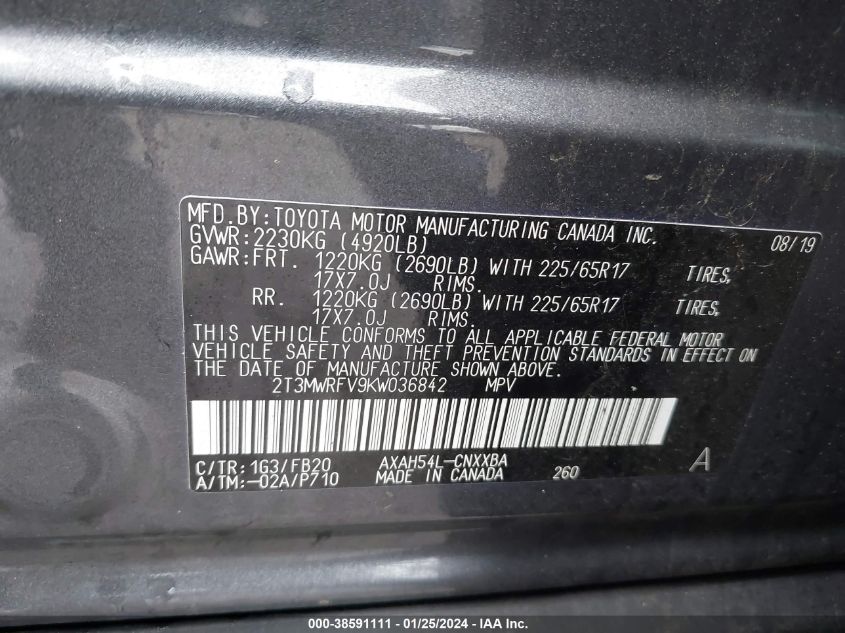 MFD.BY:TOYOTA MOTOR MANUFACTURING CANADA INC. 08/19
GVWR:2230KG (4920LB)
GAWR:FRT. 1220KG (2690LB) WITH 225/65R17 TIRES,
17X7.0J RIMS.
RR. 1220KG (2690LB) WITH 225/65R17 TIRES,
17X7.0J RIMS.
THIS VEHICLE CONFORMS TO ALL APPLICABLE FEDERAL MOTOR
VEHICLE SAFETY AND THEFT PREVENTION STANDARDS IN EFFECT ON
THE DATE OF MANUFACTURE SHOWN ABOVE.
2T3MWRFV9KW036842 MPV
C/TR:1G3/FB20 AXAH54L-CNXXBA A
A/TM:-02A/P710 MADE IN CANADA 260
000-38591111 - 01/25/2024 - IAA Inc.